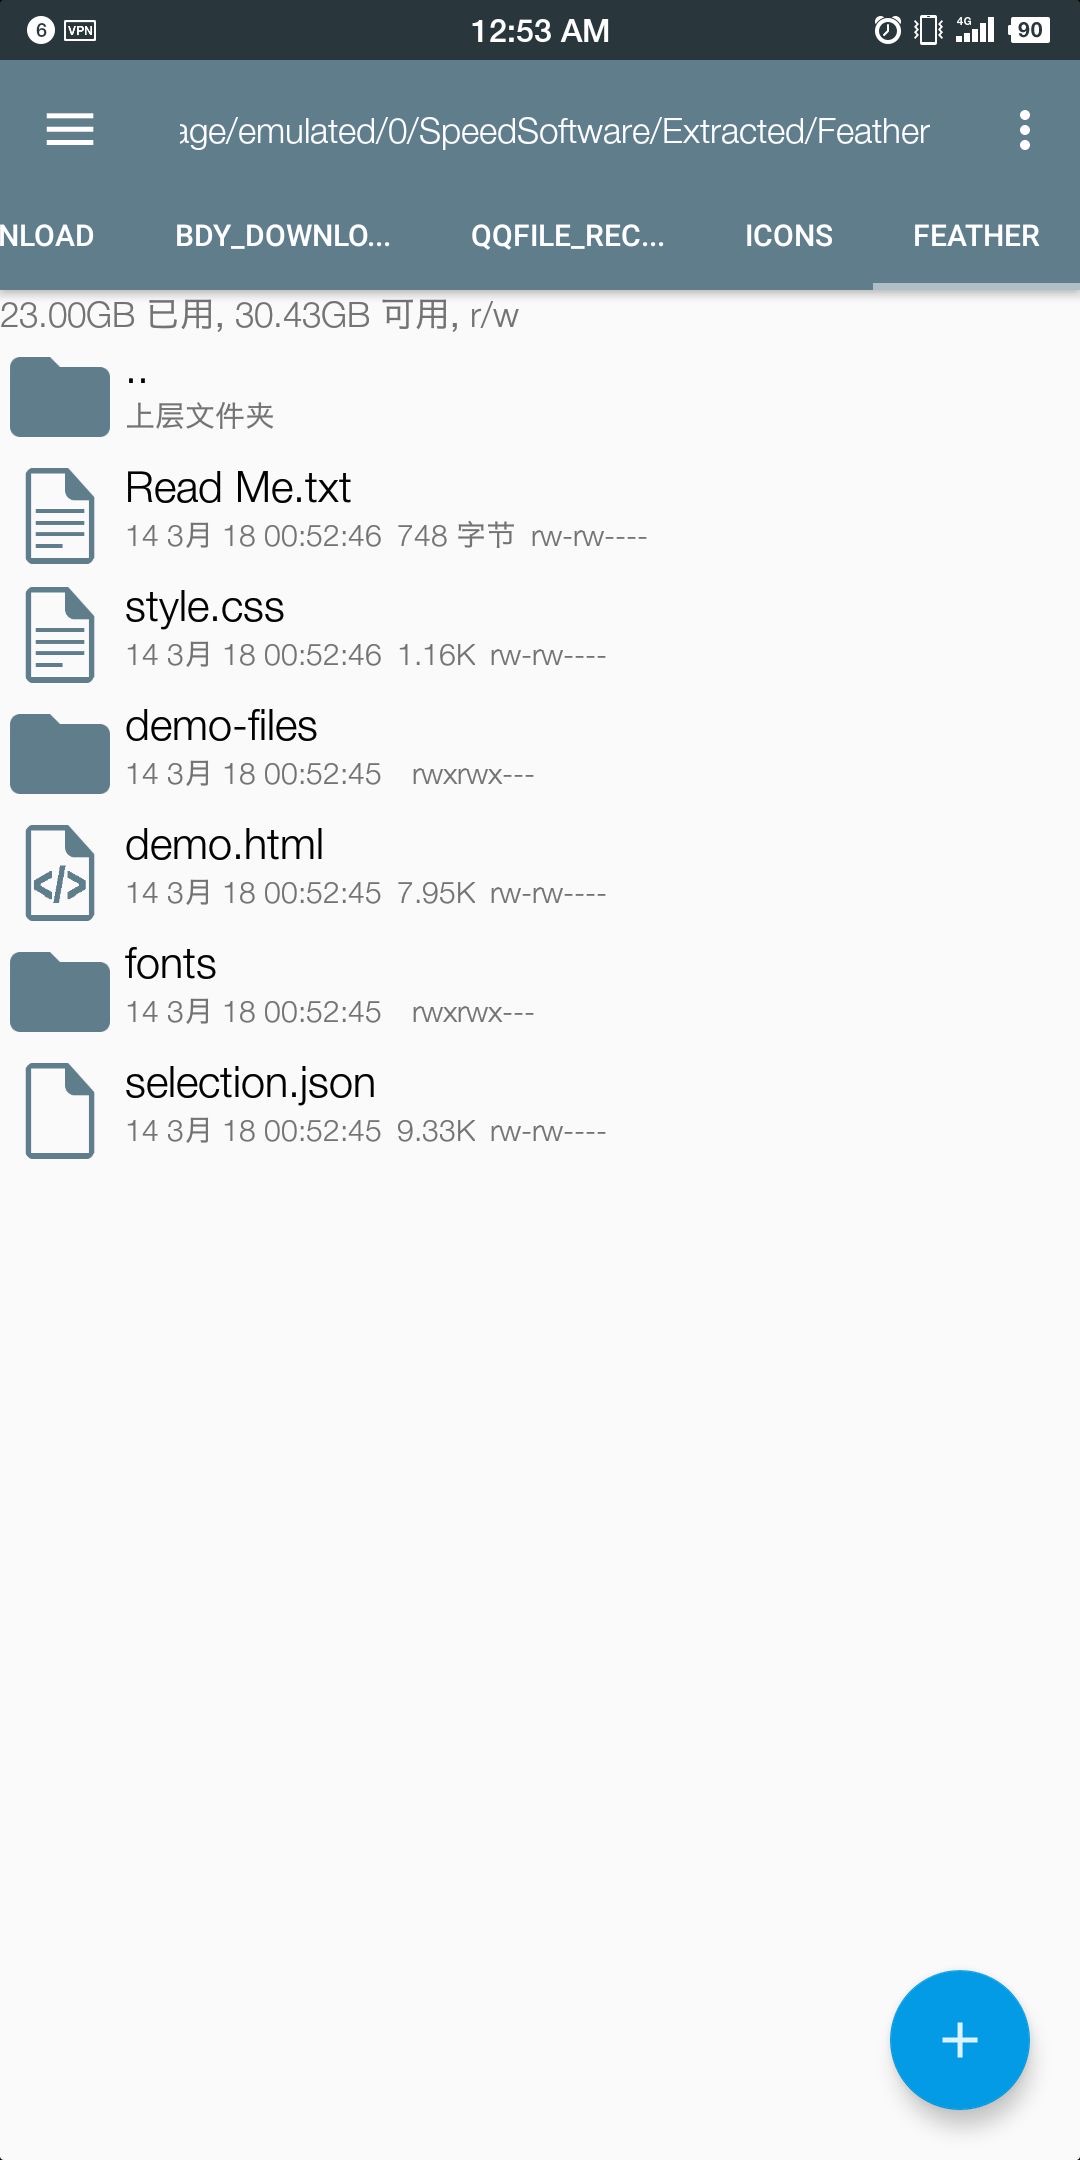 6 VPN 12:53 AM 4G 90
age/emulated/0/SpeedSoftware/Extracted/Feather
NLOAD BDY_DOWNLO... QQFILE_REC... ICONS FEATHER
23.00GB 已用, 30.43GB 可用, r/w
..
上层文件夹
Read Me.txt
14 3月 18 00:52:46 748 字节 rw-rw----
style.css
14 3月 18 00:52:46 1.16K rw-rw----
demo-files
14 3月 18 00:52:45 rwxrwx---
demo.html
14 3月 18 00:52:45 7.95K rw-rw----
fonts
14 3月 18 00:52:45 rwxrwx---
selection.json
14 3月 18 00:52:45 9.33K rw-rw----